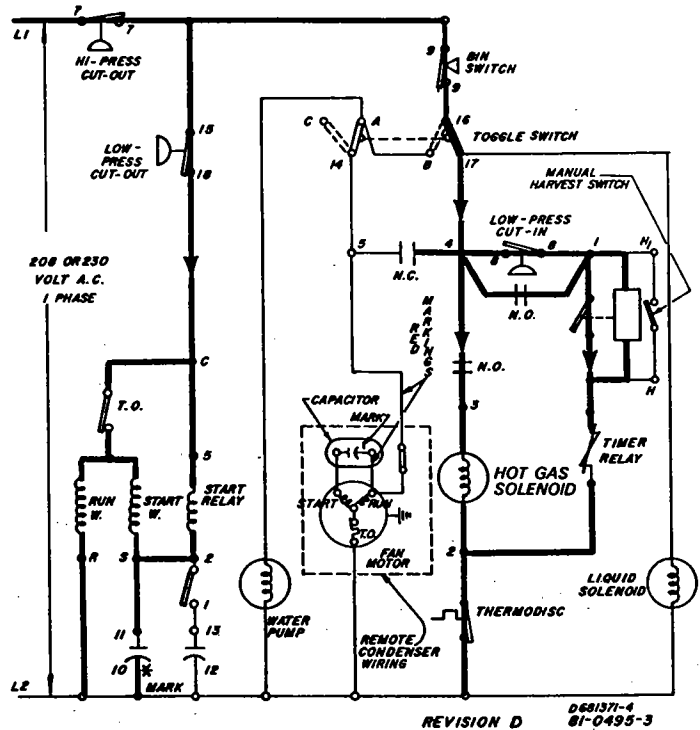 L1
7
7
HI-PRESS
CUT-OUT
9
9
BIN
SWITCH
15
LOW-
PRESS
CUT-OUT
18
C
A
16
TOGGLE SWITCH
14
B
17
MANUAL
HARVEST SWITCH
208 OR 230
VOLT A.C.
1 PHASE
5
N.C.
4
LOW-PRESS
CUT-IN
8
8
1
H1
N.O.
RED
MARKINGS
N.O.
H
C
T.O.
3
CAPACITOR
MARK
TIMER
RELAY
5
RUN
W.
START
W.
START
RELAY
HOT GAS
SOLENOID
START
RUN
T.O.
FAN
MOTOR
R
S
2
2
LIQUID
SOLENOID
1
WATER
PUMP
THERMODISC
11
13
REMOTE
CONDENSER
WIRING
10
*
12
L2
MARK
REVISION D
D681371-4
81-0495-3